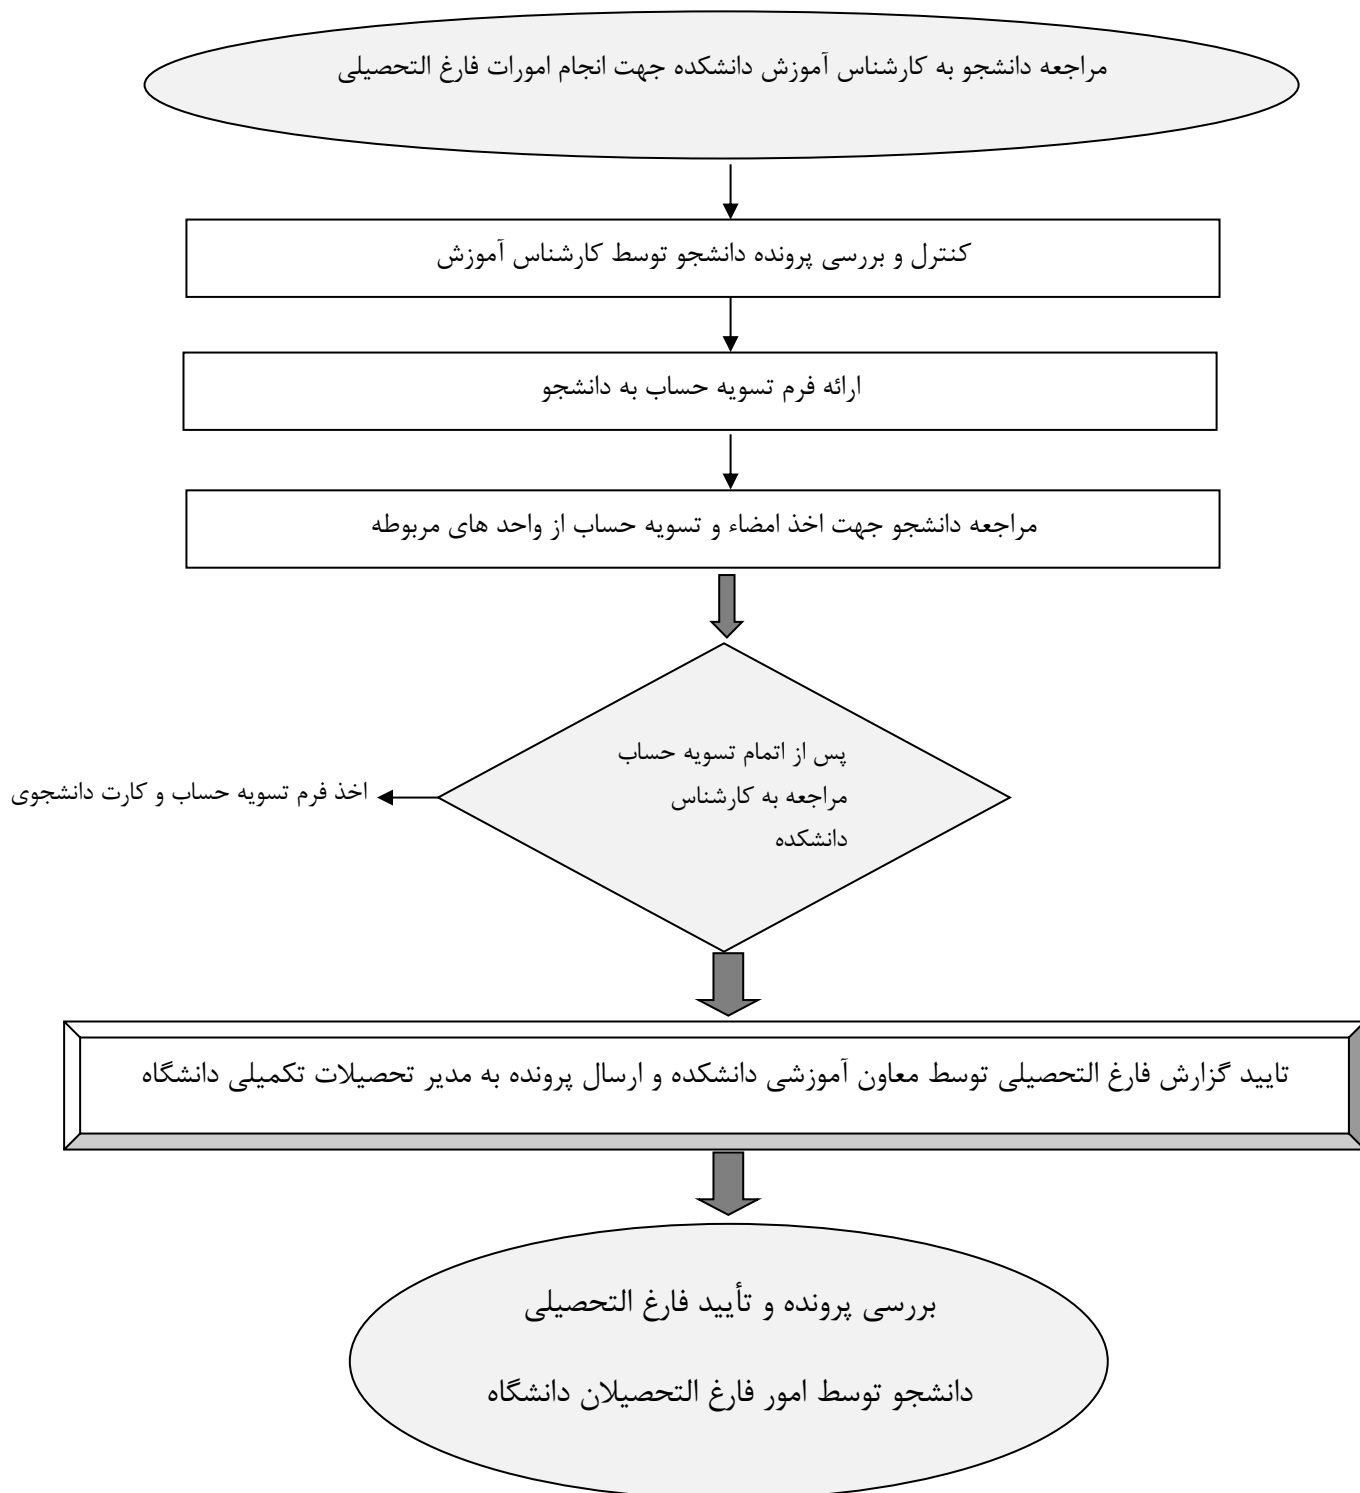 مراجعه دانشجو به کارشناس آموزش دانشکده جهت انجام امورات فارغ التحصیلی
کنترل و بررسی پرونده دانشجو توسط کارشناس آموزش
ارائه فرم تسویه حساب به دانشجو
مراجعه دانشجو جهت اخذ امضاء و تسویه حساب از واحد های مربوطه
پس از اتمام تسویه حساب
مراجعه به کارشناس
دانشکده
اخذ فرم تسویه حساب و کارت دانشجوی
تایید گزارش فارغ التحصیلی توسط معاون آموزشی دانشکده و ارسال پرونده به مدیر تحصیلات تکمیلی دانشگاه
بررسی پرونده و تأیید فارغ التحصیلی
دانشجو توسط امور فارغ التحصیلان دانشگاه